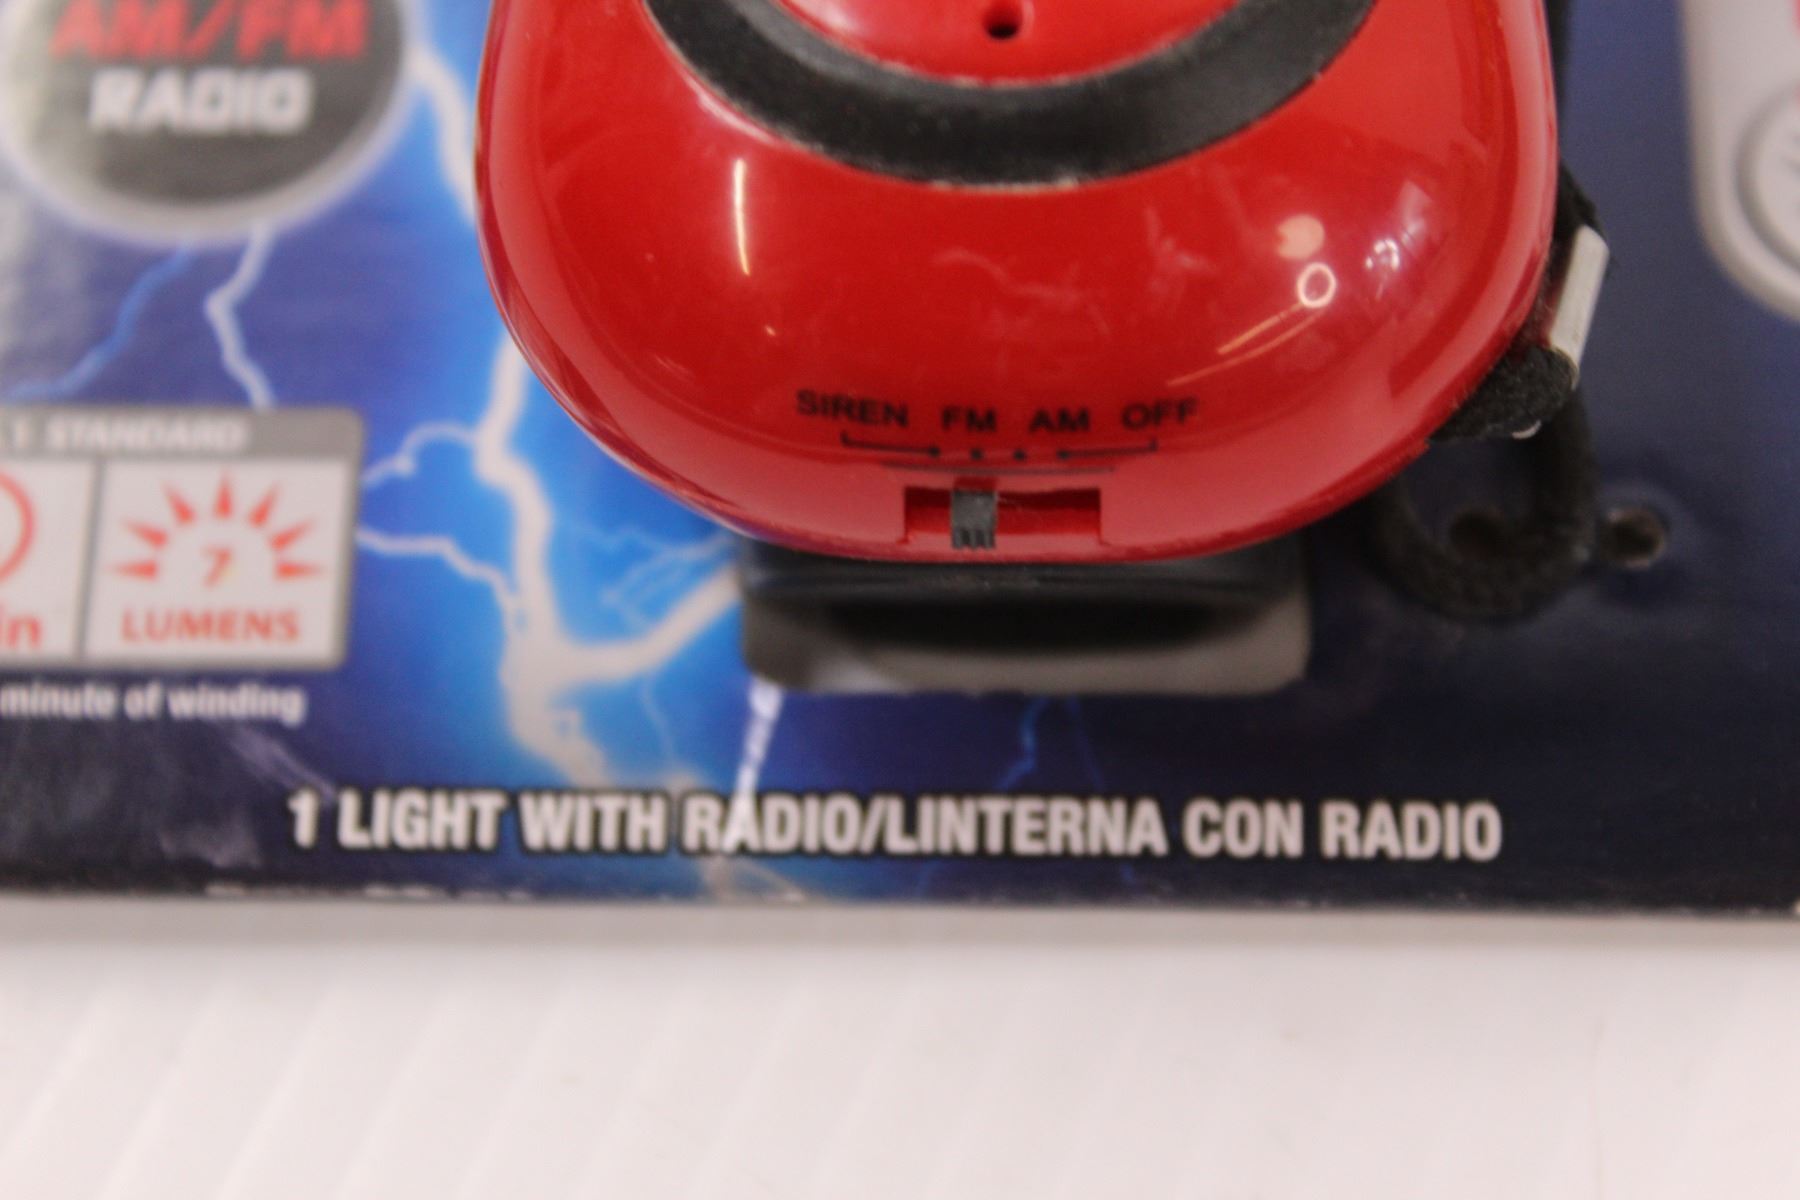 AM/FM
RADIO
SIREN FM AM OFF
1 STANDARD
7
in LUMENS
minute of winding
1 LIGHT WITH RADIO/LINTERNA CON RADIO